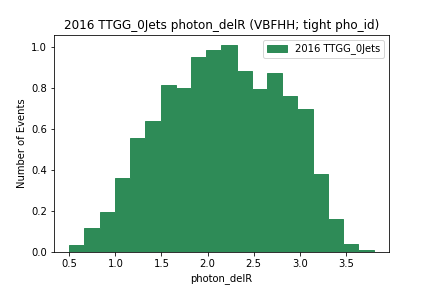 2016 TTGG_0Jets photon_delR (VBFHH; tight pho_id)
2016 TTGG_0Jets
Number of Events
1.0
0.8
0.6
0.4
0.2
0.0
0.5 1.0 1.5 2.0 2.5 3.0 3.5
photon_delR